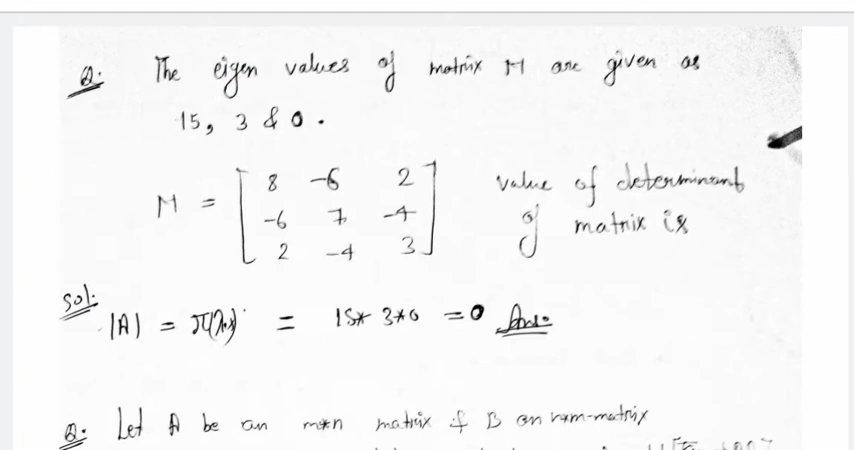 Q. The eigen values of matrix M are given as
15, 3 & 0.
M = [ 8 -6 2
-6 7 -4
2 -4 3 ] value of determinant
of matrix is
Sol.
|A| = π(λi) = 15* 3*0 = 0 Ans.
Q. Let A be an m*n matrix if B an n*m-matrix